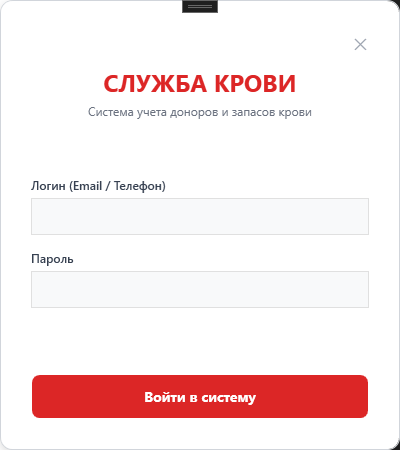 СЛУЖБА КРОВИ
Система учета доноров и запасов крови
Логин (Email / Телефон)
Пароль
Войти в систему